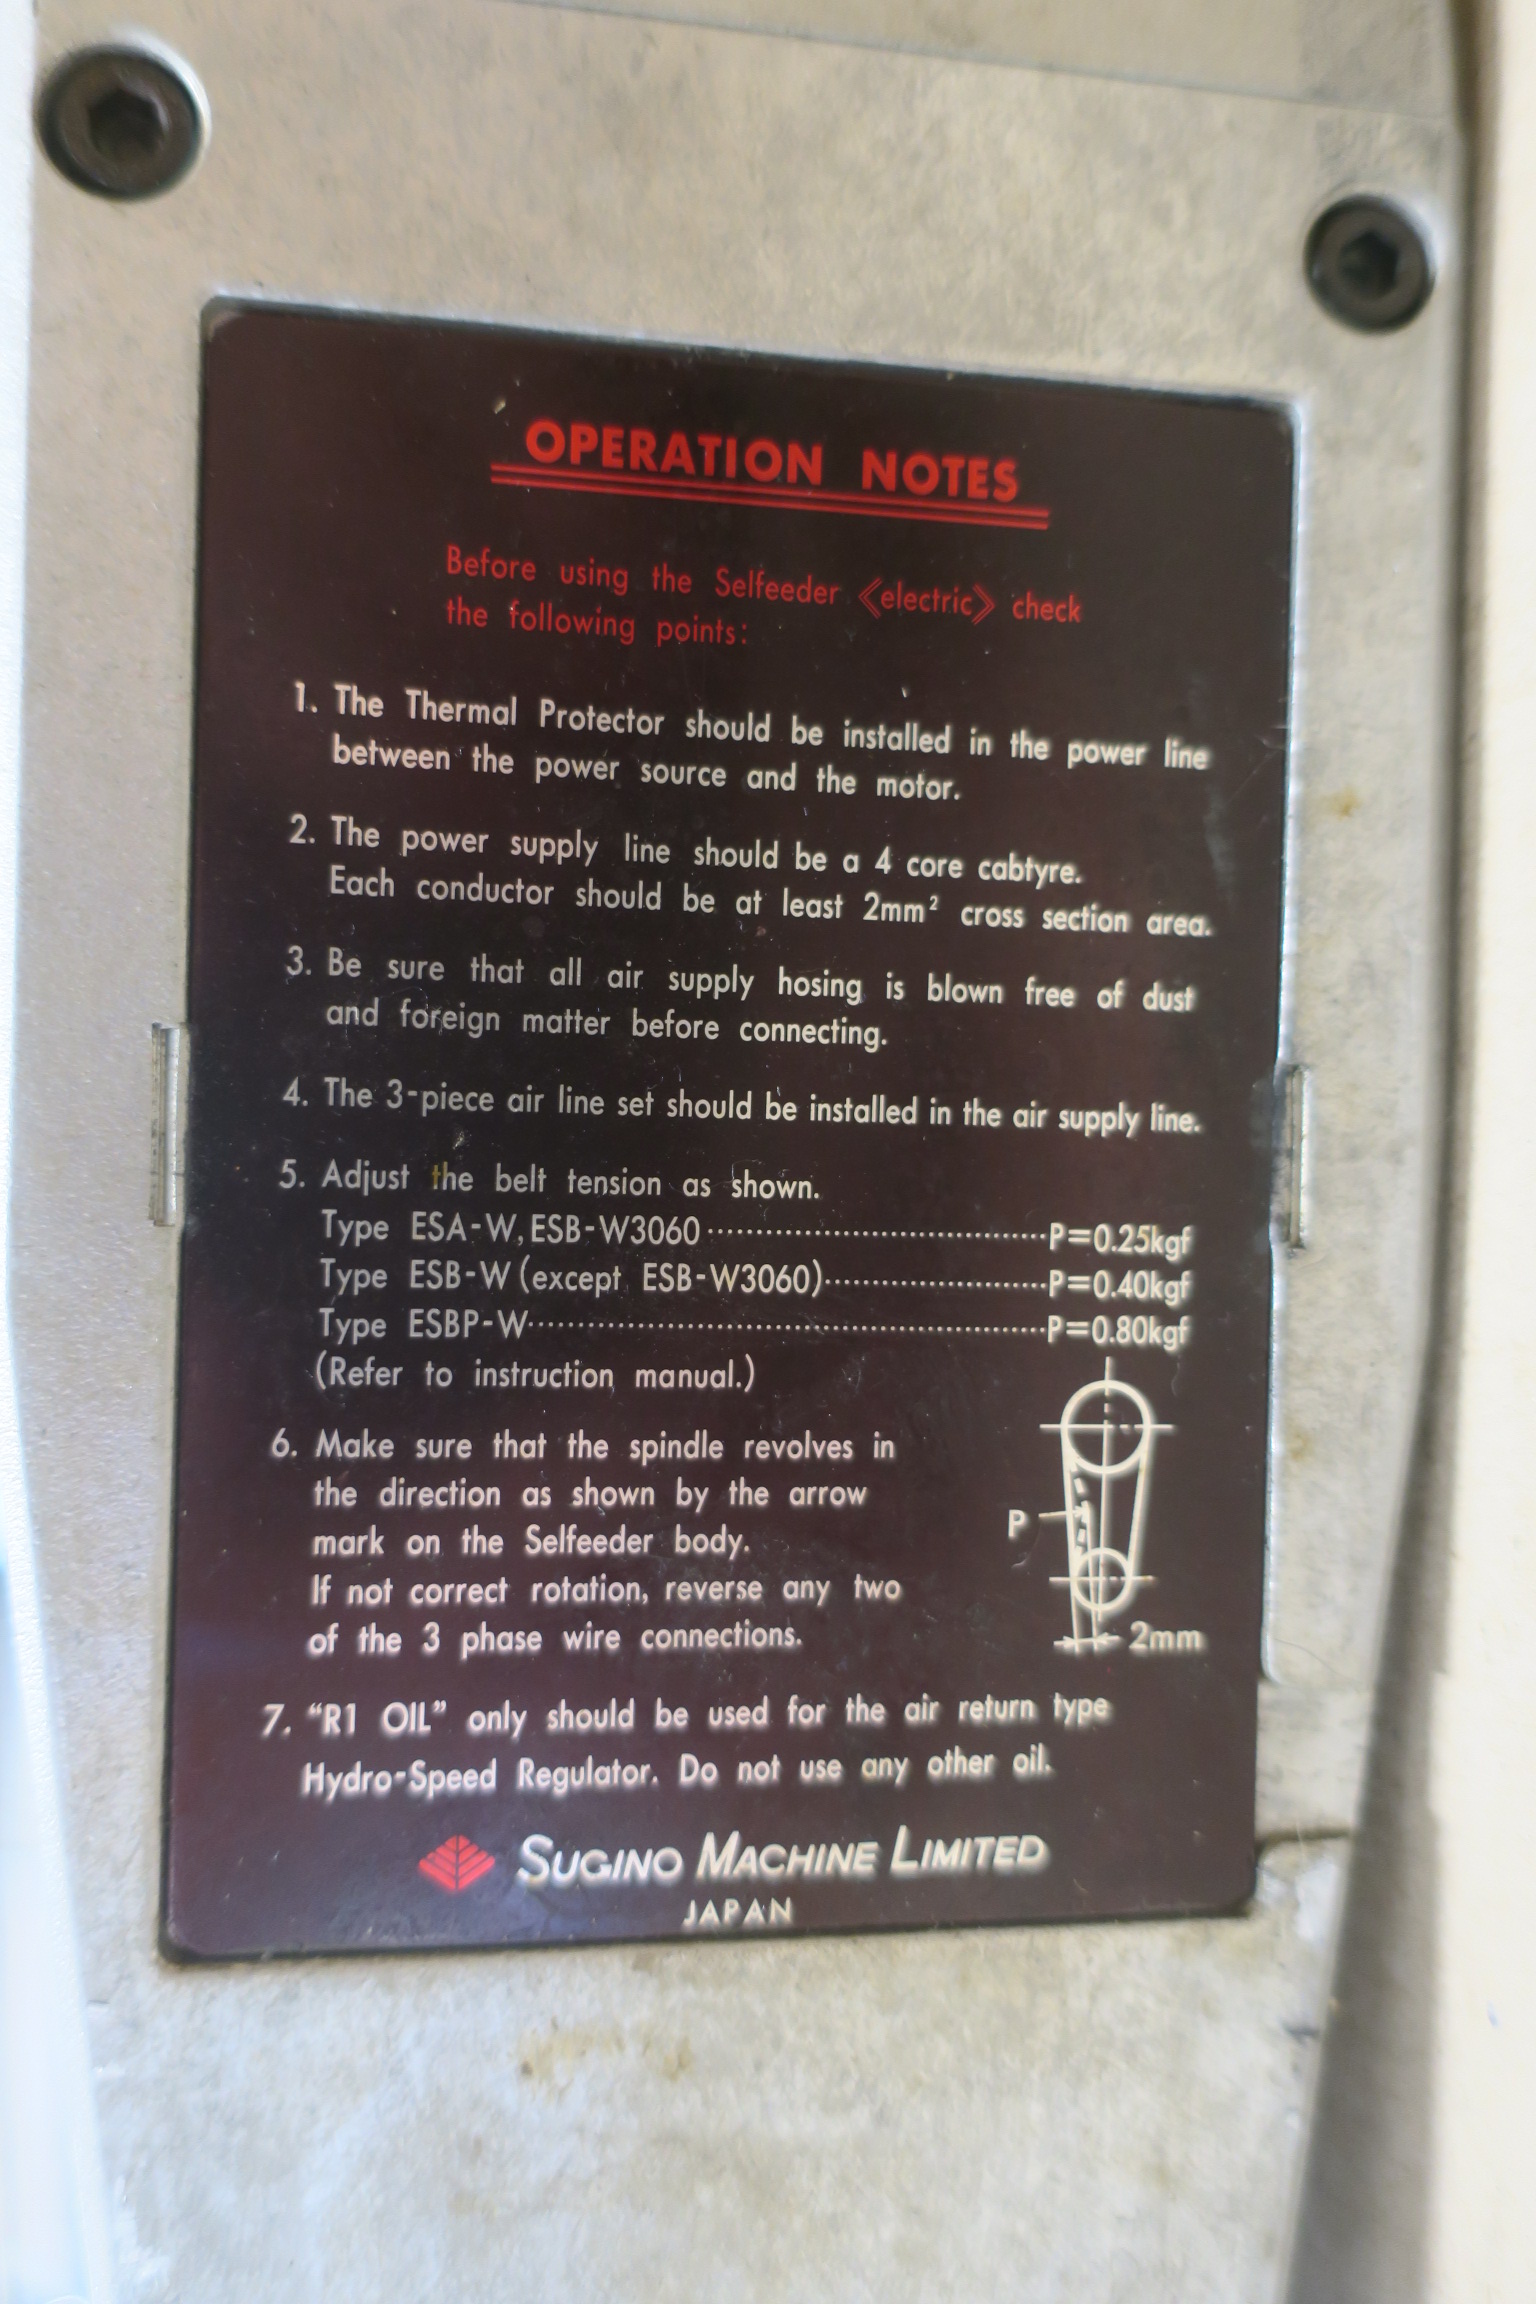 OPERATION NOTES
Before using the Selfeeder《electric》check
the following points:
1. The Thermal Protector should be installed in the power line
between the power source and the motor.
2. The power supply line should be a 4 core cabtyre.
Each conductor should be at least 2mm² cross section area.
3. Be sure that all air supply hosing is blown free of dust
and foreign matter before connecting.
4. The 3-piece air line set should be installed in the air supply line.
5. Adjust the belt tension as shown.
Type ESA-W, ESB-W3060 ········ P=0.25kgf
Type ESB-W (except ESB-W3060) ········ P=0.40kgf
Type ESBP-W ········ P=0.80kgf
(Refer to instruction manual.)
6. Make sure that the spindle revolves in
the direction as shown by the arrow
mark on the Selfeeder body.
If not correct rotation, reverse any two
of the 3 phase wire connections.
P
2mm
7. "R1 OIL" only should be used for the air return type
Hydro-Speed Regulator. Do not use any other oil.
SUGINO MACHINE LIMITED
JAPAN